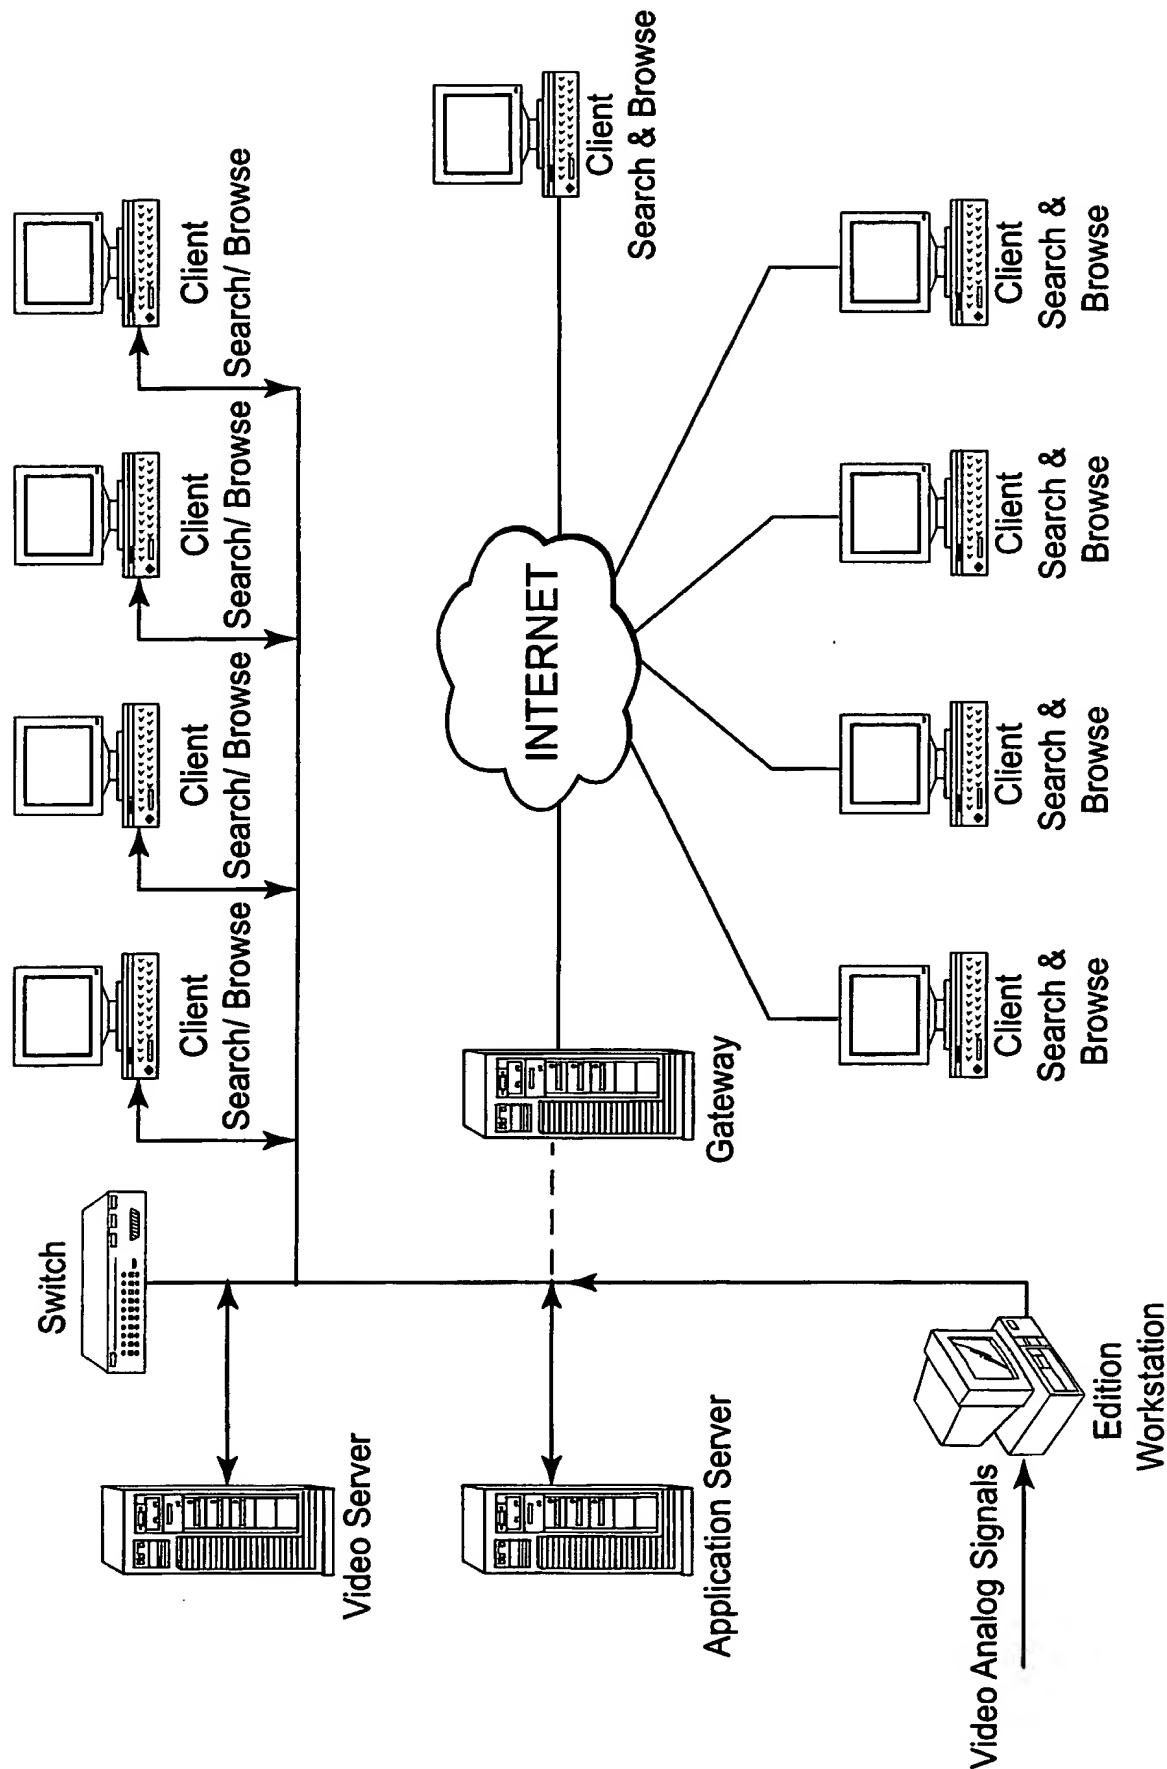 Switch
Client
Search/ Browse
Client
Search/ Browse
Client
Search/ Browse
Client
Search/ Browse
Video Server
INTERNET
Client
Search & Browse
Application Server
Gateway
Video Analog Signals
Edition
Workstation
Client
Search &
Browse
Client
Search &
Browse
Client
Search &
Browse
Client
Search &
Browse